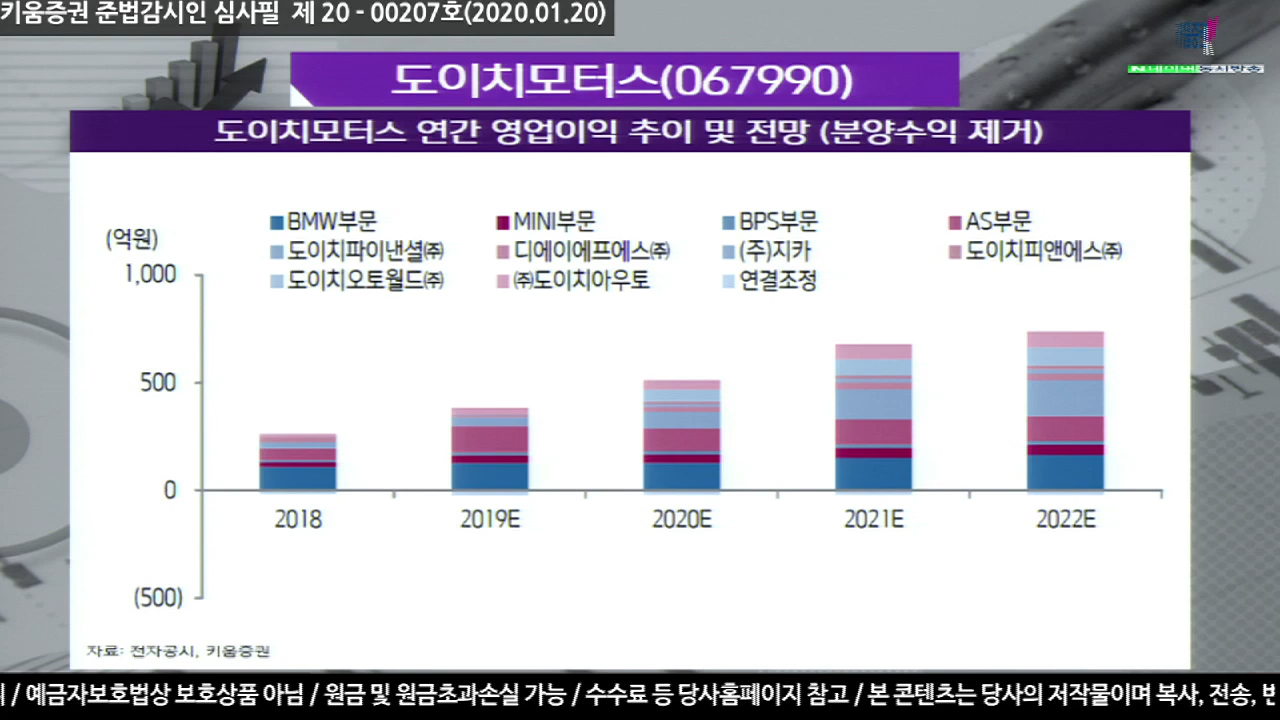 키움증권 준법감시인 심사필 제 20 - 00207호(2020.01.20)
도이치모터스(067990)
도이치모터스 연간 영업이익 추이 및 전망 (분양수익 제거)
BMW부문 MINI부문 BPS부문 AS부문
(억원)
도이치파이낸셜㈜ 디에이에프에스㈜ (주)지카 도이치피앤에스㈜
1,000
도이치오토월드㈜ ㈜도이치아우토 연결조정
500
0
2018 2019E 2020E 2021E 2022E
(500)
자료: 전자공시, 키움증권
/ 예금자보호법상 보호상품 아님 / 원금 및 원금초과손실 가능 / 수수료 등 당사홈페이지 참고 / 본 콘텐츠는 당사의 저작물이며 복사, 전송,